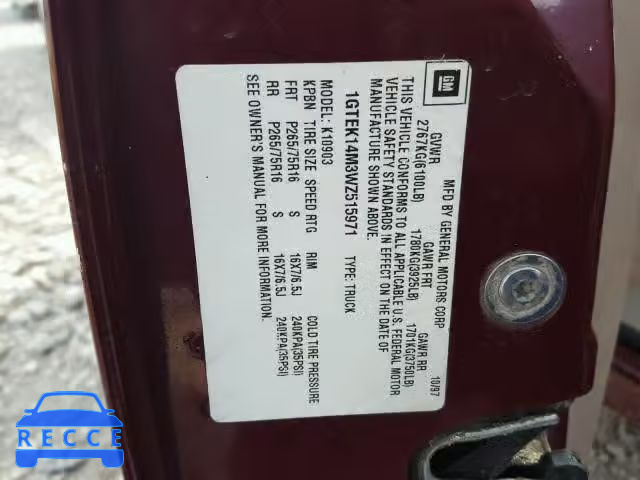 GM
MFD BY GENERAL MOTORS CORP 10/97
GVWR GAWR FRT GAWR RR
2767KG(6100LB) 1780KG(3925LB) 1701KG(3750LB)
THIS VEHICLE CONFORMS TO ALL APPLICABLE U.S. FEDERAL MOTOR
VEHICLE SAFETY STANDARDS IN EFFECT ON THE DATE OF
MANUFACTURE SHOWN ABOVE.
1GTEK14M3WZ515971 TYPE: TRUCK
MODEL: K10903
KPBN TIRE SIZE SPEED RTG RIM COLD TIRE PRESSURE
FRT P265/75R16 S 16X7/6.5J 240KPA(35PSI)
RR P265/75R16 S 16X7/6.5J 240KPA(35PSI)
SEE OWNER'S MANUAL FOR MORE INFORMATION.
RECCE